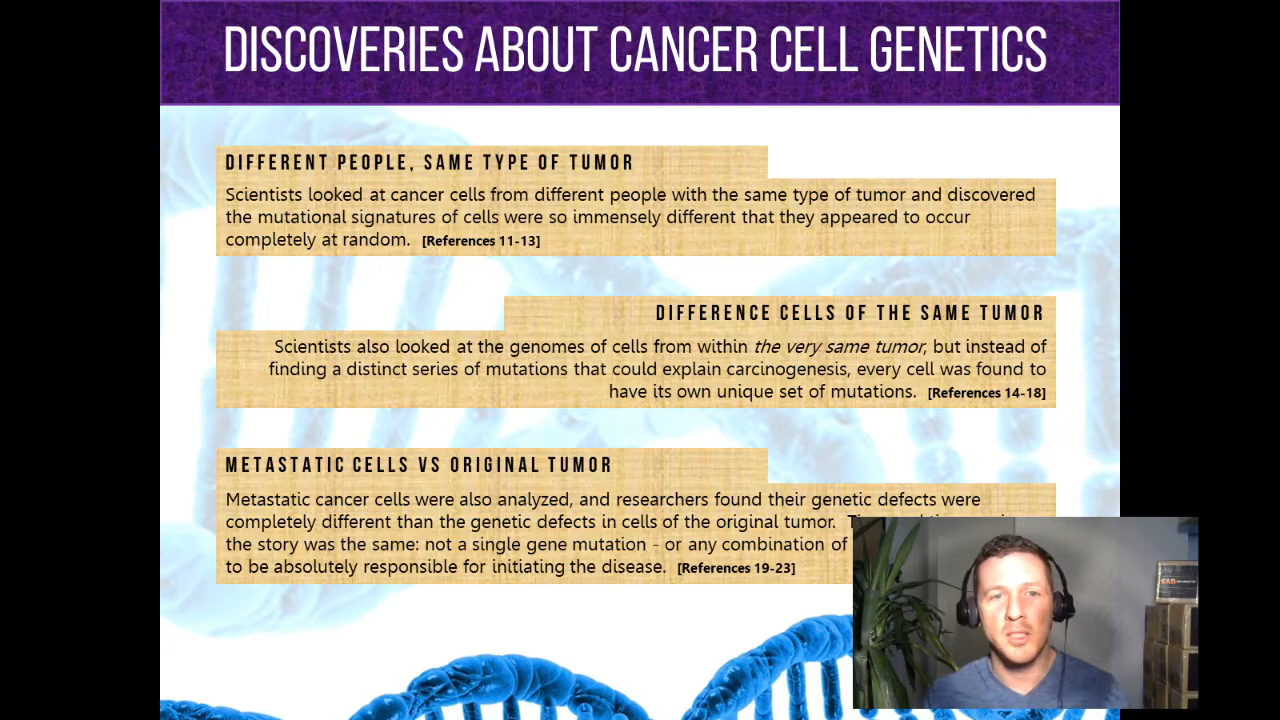 DISCOVERIES ABOUT CANCER CELL GENETICS
DIFFERENT PEOPLE, SAME TYPE OF TUMOR
Scientists looked at cancer cells from different people with the same type of tumor and discovered
the mutational signatures of cells were so immensely different that they appeared to occur
completely at random. [References 11-13]
DIFFERENCE CELLS OF THE SAME TUMOR
Scientists also looked at the genomes of cells from within the very same tumor, but instead of
finding a distinct series of mutations that could explain carcinogenesis, every cell was found to
have its own unique set of mutations. [References 14-18]
METASTATIC CELLS VS ORIGINAL TUMOR
Metastatic cancer cells were also analyzed, and researchers found their genetic defects were
completely different than the genetic defects in cells of the original tumor.
the story was the same: not a single gene mutation - or any combination of
to be absolutely responsible for initiating the disease. [References 19-23]